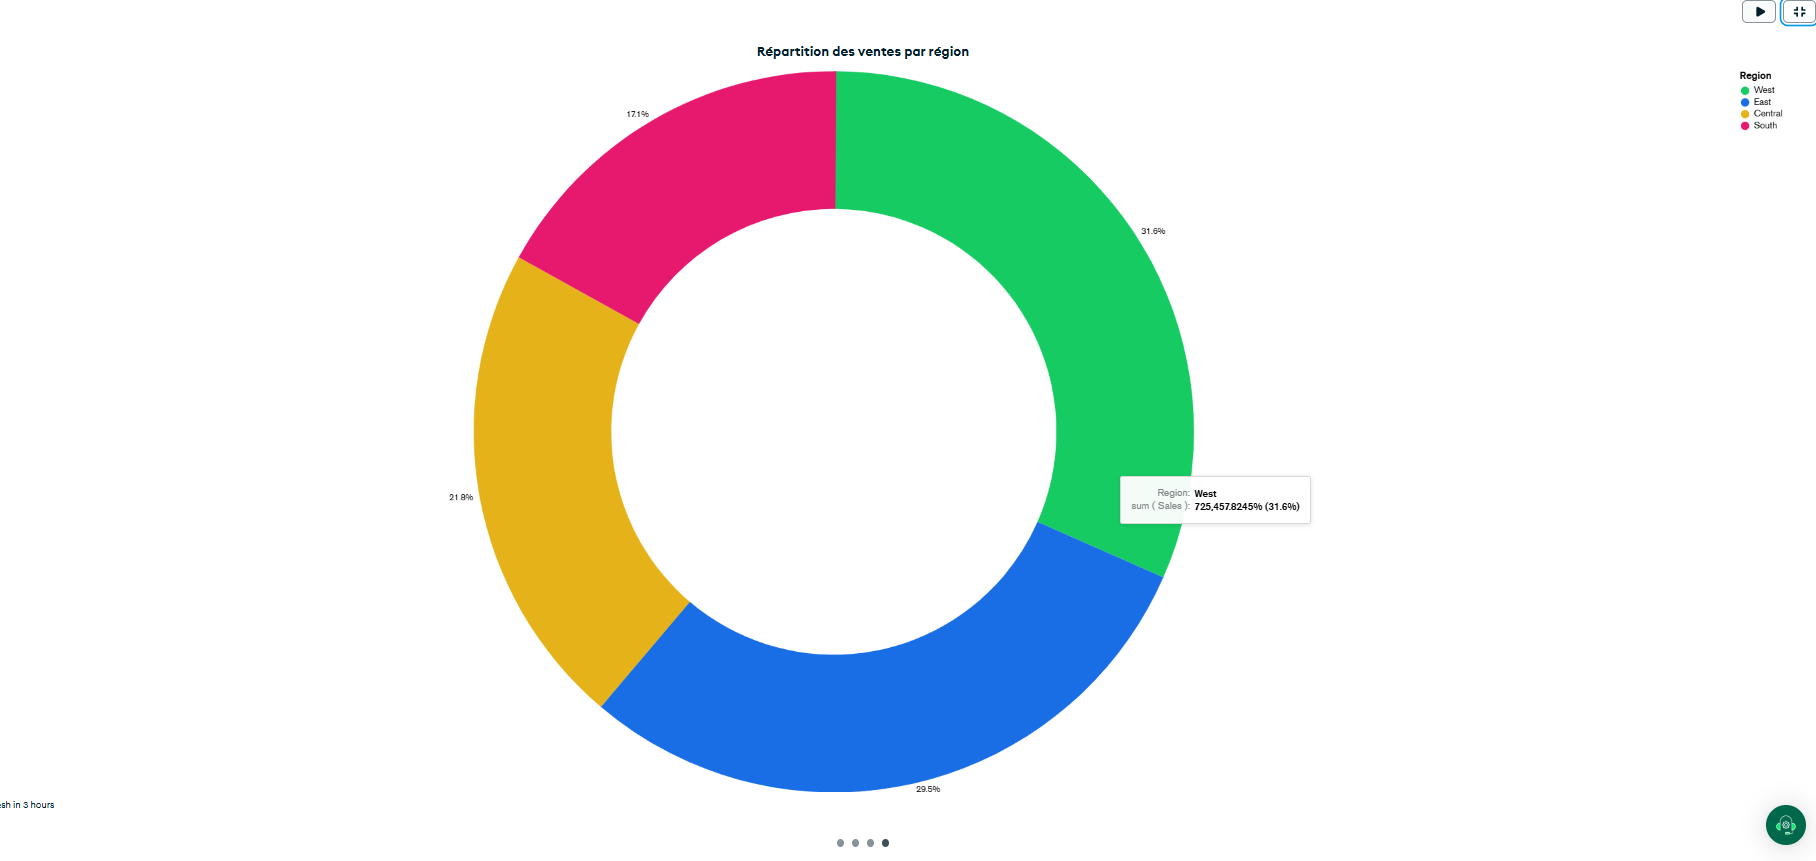 Répartition des ventes par région
Region
West
East
Central
South
17.1%
31.6%
21.8%
29.5%
Region: West
sum ( Sales ): 725,457.8245% (31.6%)
sh in 3 hours